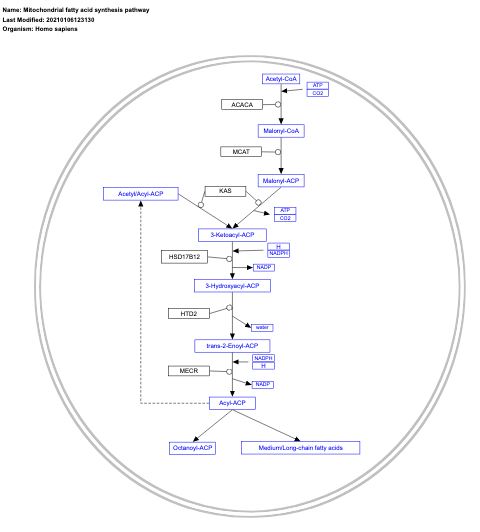 Name: Mitochondrial fatty acid synthesis pathway
Last Modified: 20210106123130
Organism: Homo sapiens
Acetyl-CoA
ATP
CO2
ACACA
Malonyl-CoA
MCAT
Malonyl-ACP
Acetyl/Acyl-ACP
KAS
ATP
CO2
3-Ketoacyl-ACP
H
NADPH
HSD17B12
NADP
3-Hydroxyacyl-ACP
HTD2
water
trans-2-Enoyl-ACP
NADPH
H
MECR
NADP
Acyl-ACP
Octanoyl-ACP
Medium/Long-chain fatty acids